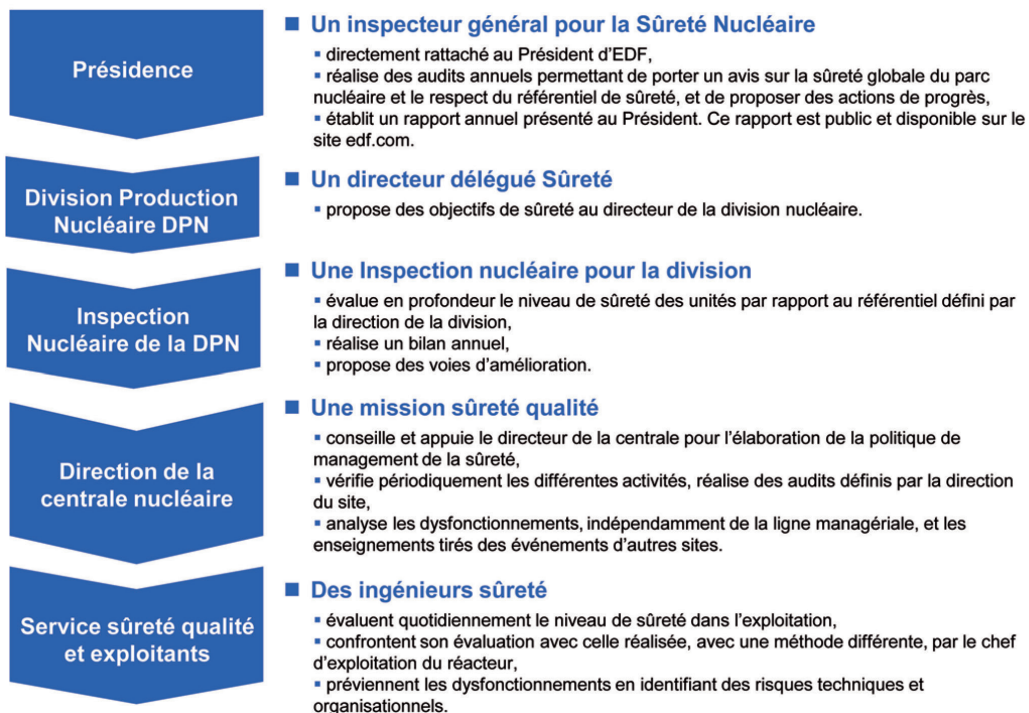 Présidence
■ Un inspecteur général pour la Sûreté Nucléaire
▪ directement rattaché au Président d'EDF,
▪ réalise des audits annuels permettant de porter un avis sur la sûreté globale du parc
nucléaire et le respect du référentiel de sûreté, et de proposer des actions de progrès,
▪ établit un rapport annuel présenté au Président. Ce rapport est public et disponible sur le
site edf.com.
Division Production
Nucléaire DPN
■ Un directeur délégué Sûreté
▪ propose des objectifs de sûreté au directeur de la division nucléaire.
Inspection
Nucléaire de la DPN
■ Une Inspection nucléaire pour la division
▪ évalue en profondeur le niveau de sûreté des unités par rapport au référentiel défini par
la direction de la division,
▪ réalise un bilan annuel,
▪ propose des voies d'amélioration.
Direction de la
centrale nucléaire
■ Une mission sûreté qualité
▪ conseille et appuie le directeur de la centrale pour l'élaboration de la politique de
management de la sûreté,
▪ vérifie périodiquement les différentes activités, réalise des audits définis par la direction
du site,
▪ analyse les dysfonctionnements, indépendamment de la ligne managériale, et les
enseignements tirés des événements d'autres sites.
Service sûreté qualité
et exploitants
■ Des ingénieurs sûreté
▪ évaluent quotidiennement le niveau de sûreté dans l'exploitation,
▪ confrontent son évaluation avec celle réalisée, avec une méthode différente, par le chef
d'exploitation du réacteur,
▪ préviennent les dysfonctionnements en identifiant des risques techniques et
organisationnels.